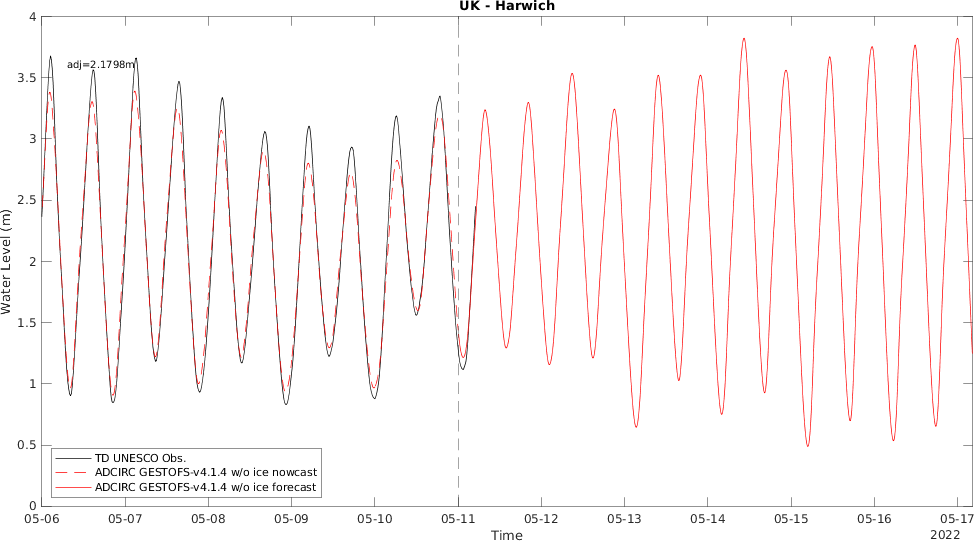 UK - Harwich
adj=2.1798m
Water Level (m)
4
3.5
3
2.5
2
1.5
1
0.5
0
TD UNESCO Obs.
ADCIRC GESTOFS-v4.1.4 w/o ice nowcast
ADCIRC GESTOFS-v4.1.4 w/o ice forecast
05-06 05-07 05-08 05-09 05-10 05-11 05-12 05-13 05-14 05-15 05-16 05-17
Time
2022